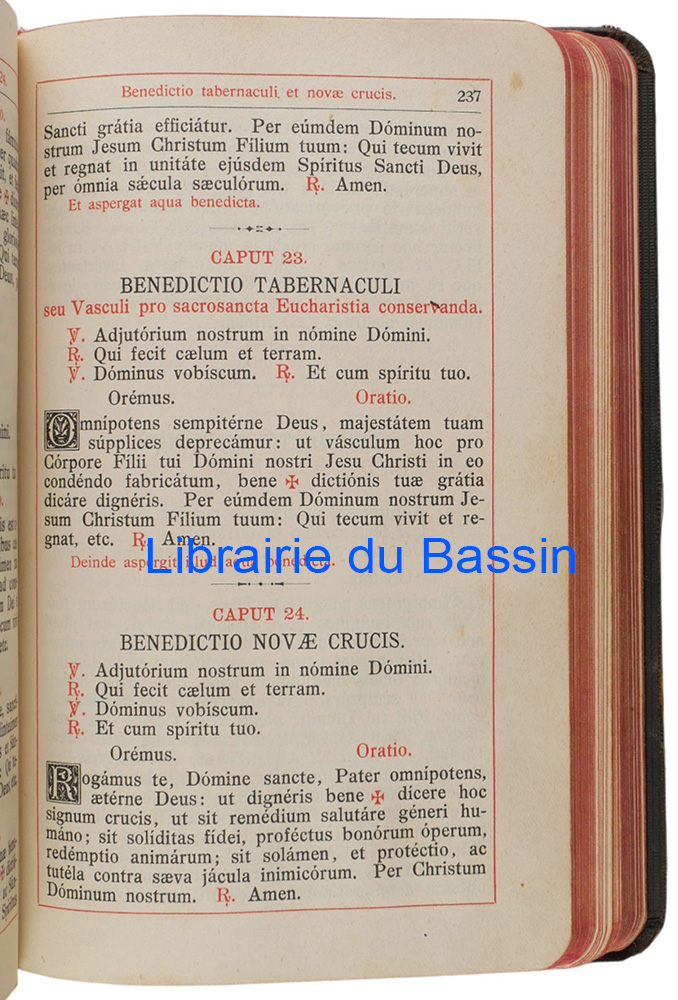 Benedictio tabernaculi et novæ crucis. 237
Sancti grátia efficiátur. Per eúmdem Dóminum no-
strum Jesum Christum Fílium tuum: Qui tecum vivit
et regnat in unitáte ejúsdem Spíritus Sancti Deus,
per ómnia sǽcula sæculórum. ℟. Amen.
Et aspergat aqua benedicta.
CAPUT 23.
BENEDICTIO TABERNACULI
seu Vasculi pro sacrosancta Eucharistia conservanda.
℣. Adjutórium nostrum in nómine Dómini.
℟. Qui fecit cælum et terram.
℣. Dóminus vobíscum. ℟. Et cum spíritu tuo.
Orémus. Oratio.
Omnípotens sempitérne Deus, majestátem tuam
súpplices deprecámur: ut vásculum hoc pro
Córpore Fílii tui Dómini nostri Jesu Christi in eo
condéndo fabricátum, bene ✠ dictiónis tuæ grátia
dicáre dignéris. Per eúmdem Dóminum nostrum Je-
sum Christum Fílium tuum: Qui tecum vivit et re-
gnat, etc. ℟. Amen.
Librairie du Bassin
Deinde aspergit illud aqua benedicta.
CAPUT 24.
BENEDICTIO NOVÆ CRUCIS.
℣. Adjutórium nostrum in nómine Dómini.
℟. Qui fecit cælum et terram.
℣. Dóminus vobíscum.
℟. Et cum spíritu tuo.
Orémus. Oratio.
Rogámus te, Dómine sancte, Pater omnípotens,
ætérne Deus: ut dignéris bene ✠ dícere hoc
signum crucis, ut sit remédium salutáre géneri hu-
máno; sit solíditas fídei, proféctus bonórum óperum,
redémptio animárum; sit solámen, et protéctio, ac
tutéla contra sæva jácula inimicórum. Per Christum
Dóminum nostrum. ℟. Amen.